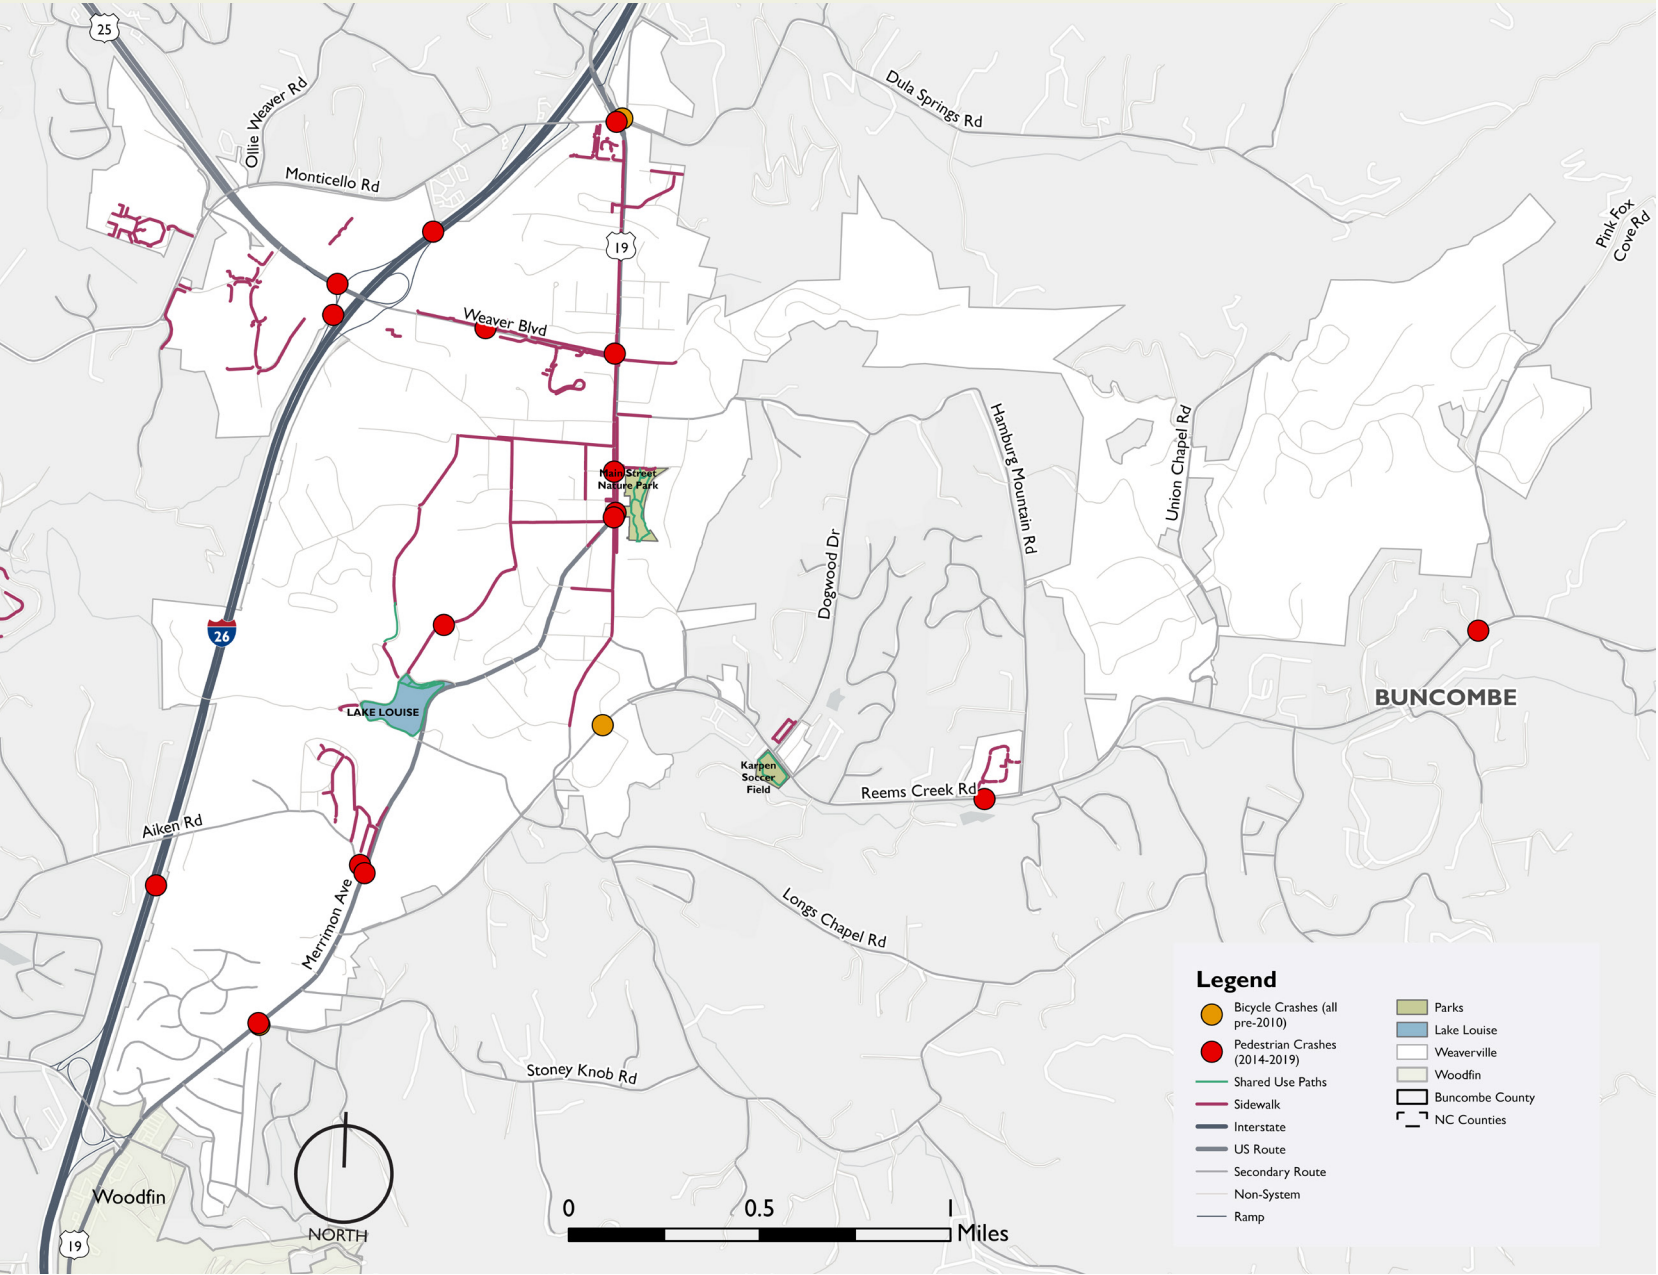 25
Dula Springs Rd
Ollie Weaver Rd
Monticello Rd
Pink Fox
Cove Rd
19
Weaver Blvd
Hamburg Mountain Rd
Union Chapel Rd
Main Street
Nature Park
Dogwood Dr
26
BUNCOMBE
LAKE LOUISE
Karpen
Soccer
Field
Reems Creek Rd
Aiken Rd
Merrimon Ave
Longs Chapel Rd
Stoney Knob Rd
Woodfin
19
NORTH
0 0.5 1
Miles
Legend
Bicycle Crashes (all
pre-2010)
Pedestrian Crashes
(2014-2019)
Shared Use Paths
Sidewalk
Interstate
US Route
Secondary Route
Non-System
Ramp
Parks
Lake Louise
Weaverville
Woodfin
Buncombe County
NC Counties